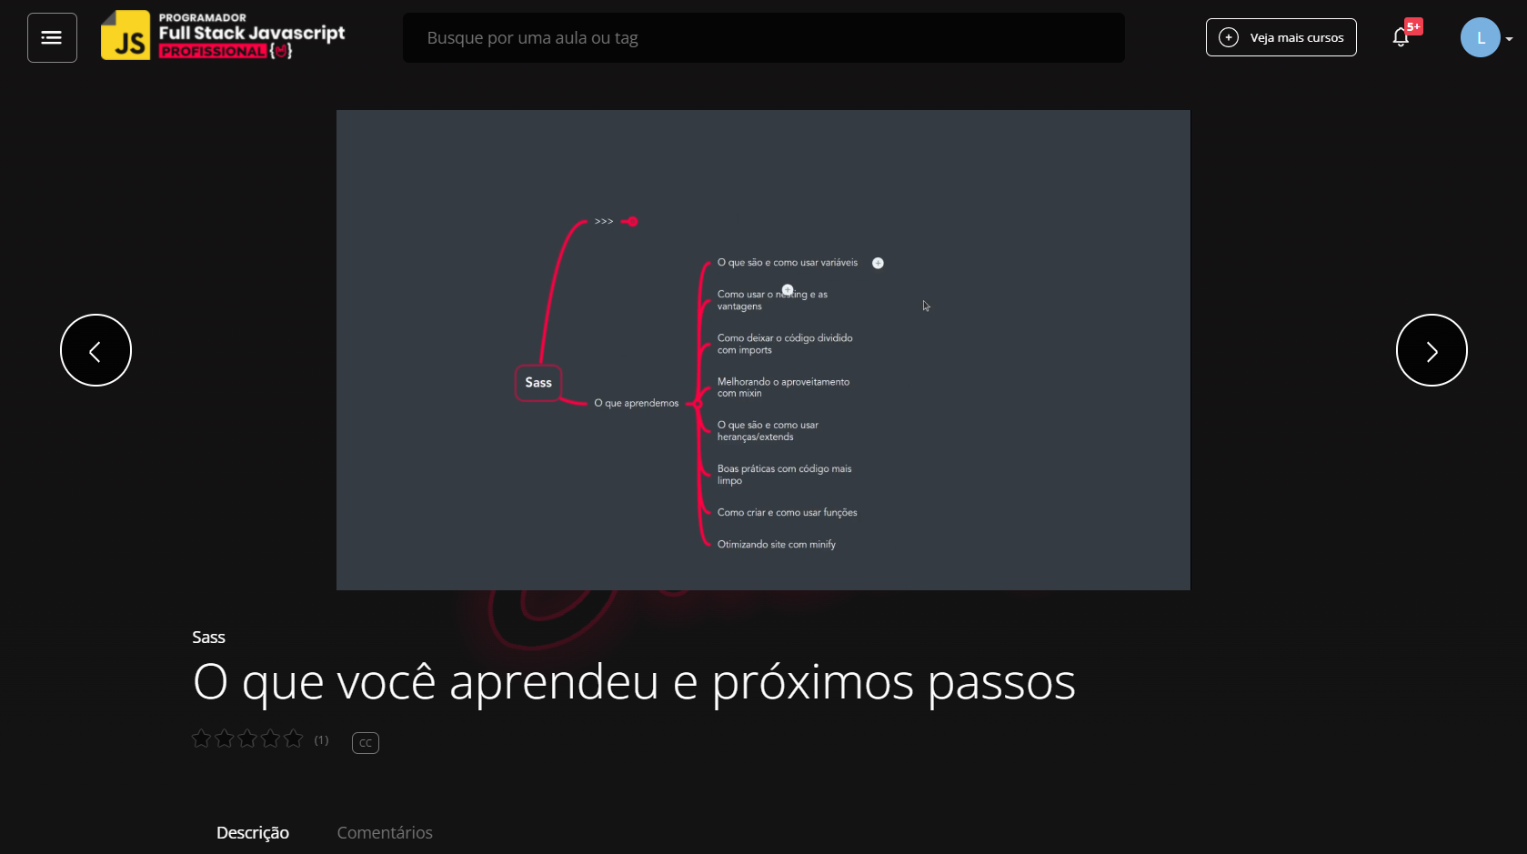 JS
PROGRAMADOR
Full Stack Javascript
PROFISSIONAL
Busque por uma aula ou tag
Veja mais cursos
5+
L
>>>
O que são e como usar variáveis
Como usar o nesting e as
vantagens
Como deixar o código dividido
com imports
Melhorando o aproveitamento
com mixin
Sass
O que aprendemos
O que são e como usar
heranças/extends
Boas práticas com código mais
limpo
Como criar e como usar funções
Otimizando site com minify
Sass
O que você aprendeu e próximos passos
(1)
CC
Descrição
Comentários